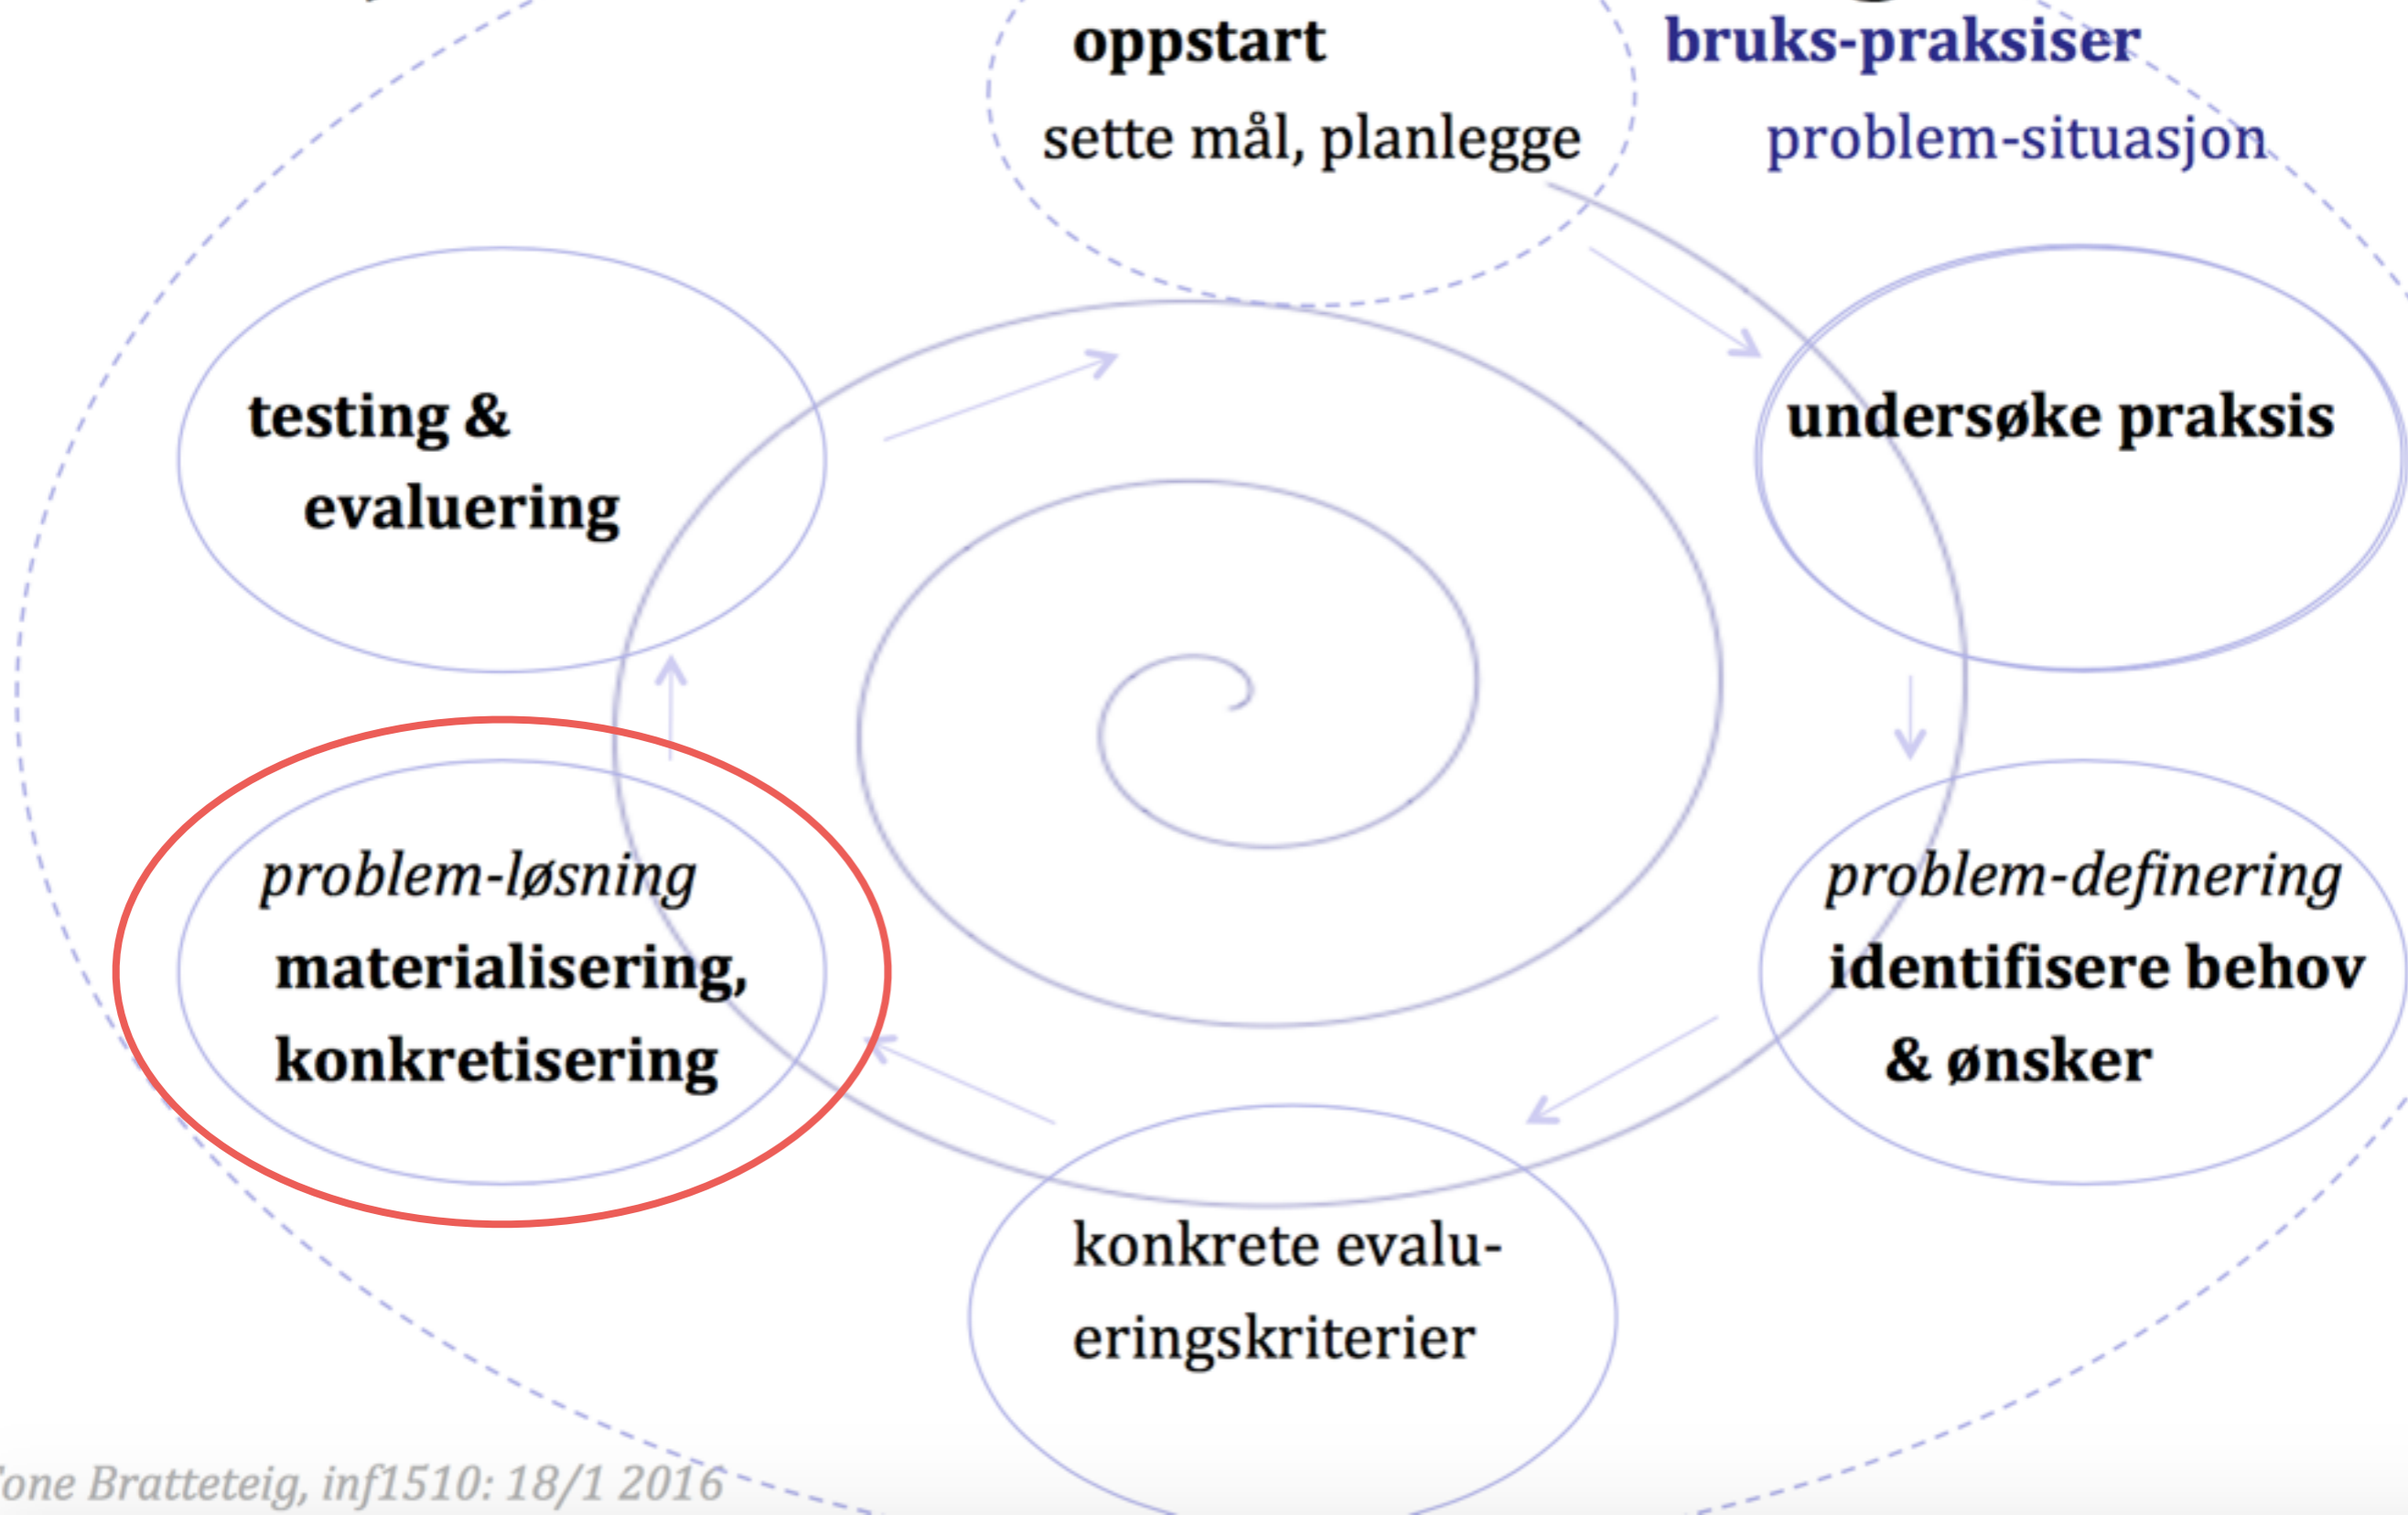 oppstart
sette mål, planlegge
bruks-praksiser
problem-situasjon
undersøke praksis
problem-definering
identifisere behov
& ønsker
konkrete evalu-
eringskriterier
problem-løsning
materialisering,
konkretisering
testing &
evaluering
one Bratteteig, inf1510: 18/1 2016